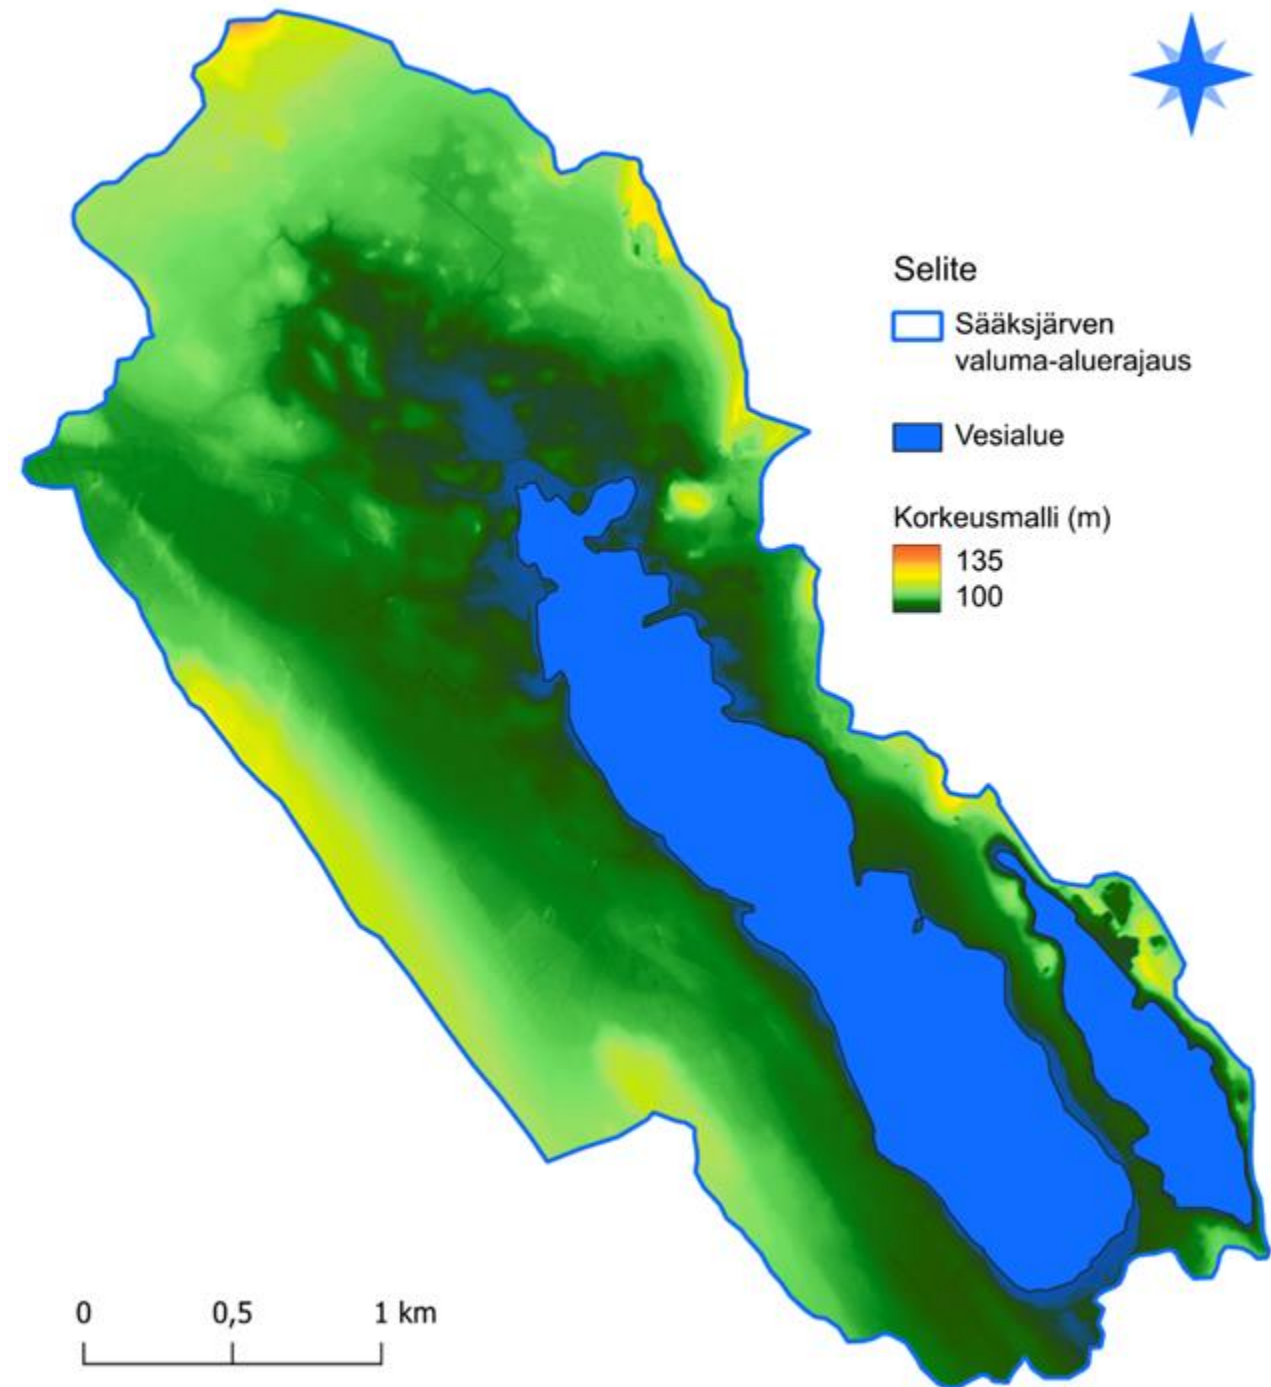 Selite
Sääksjärven
valuma-aluerajaus
Vesialue
Korkeusmalli (m)
135
100
0 0,5 1 km